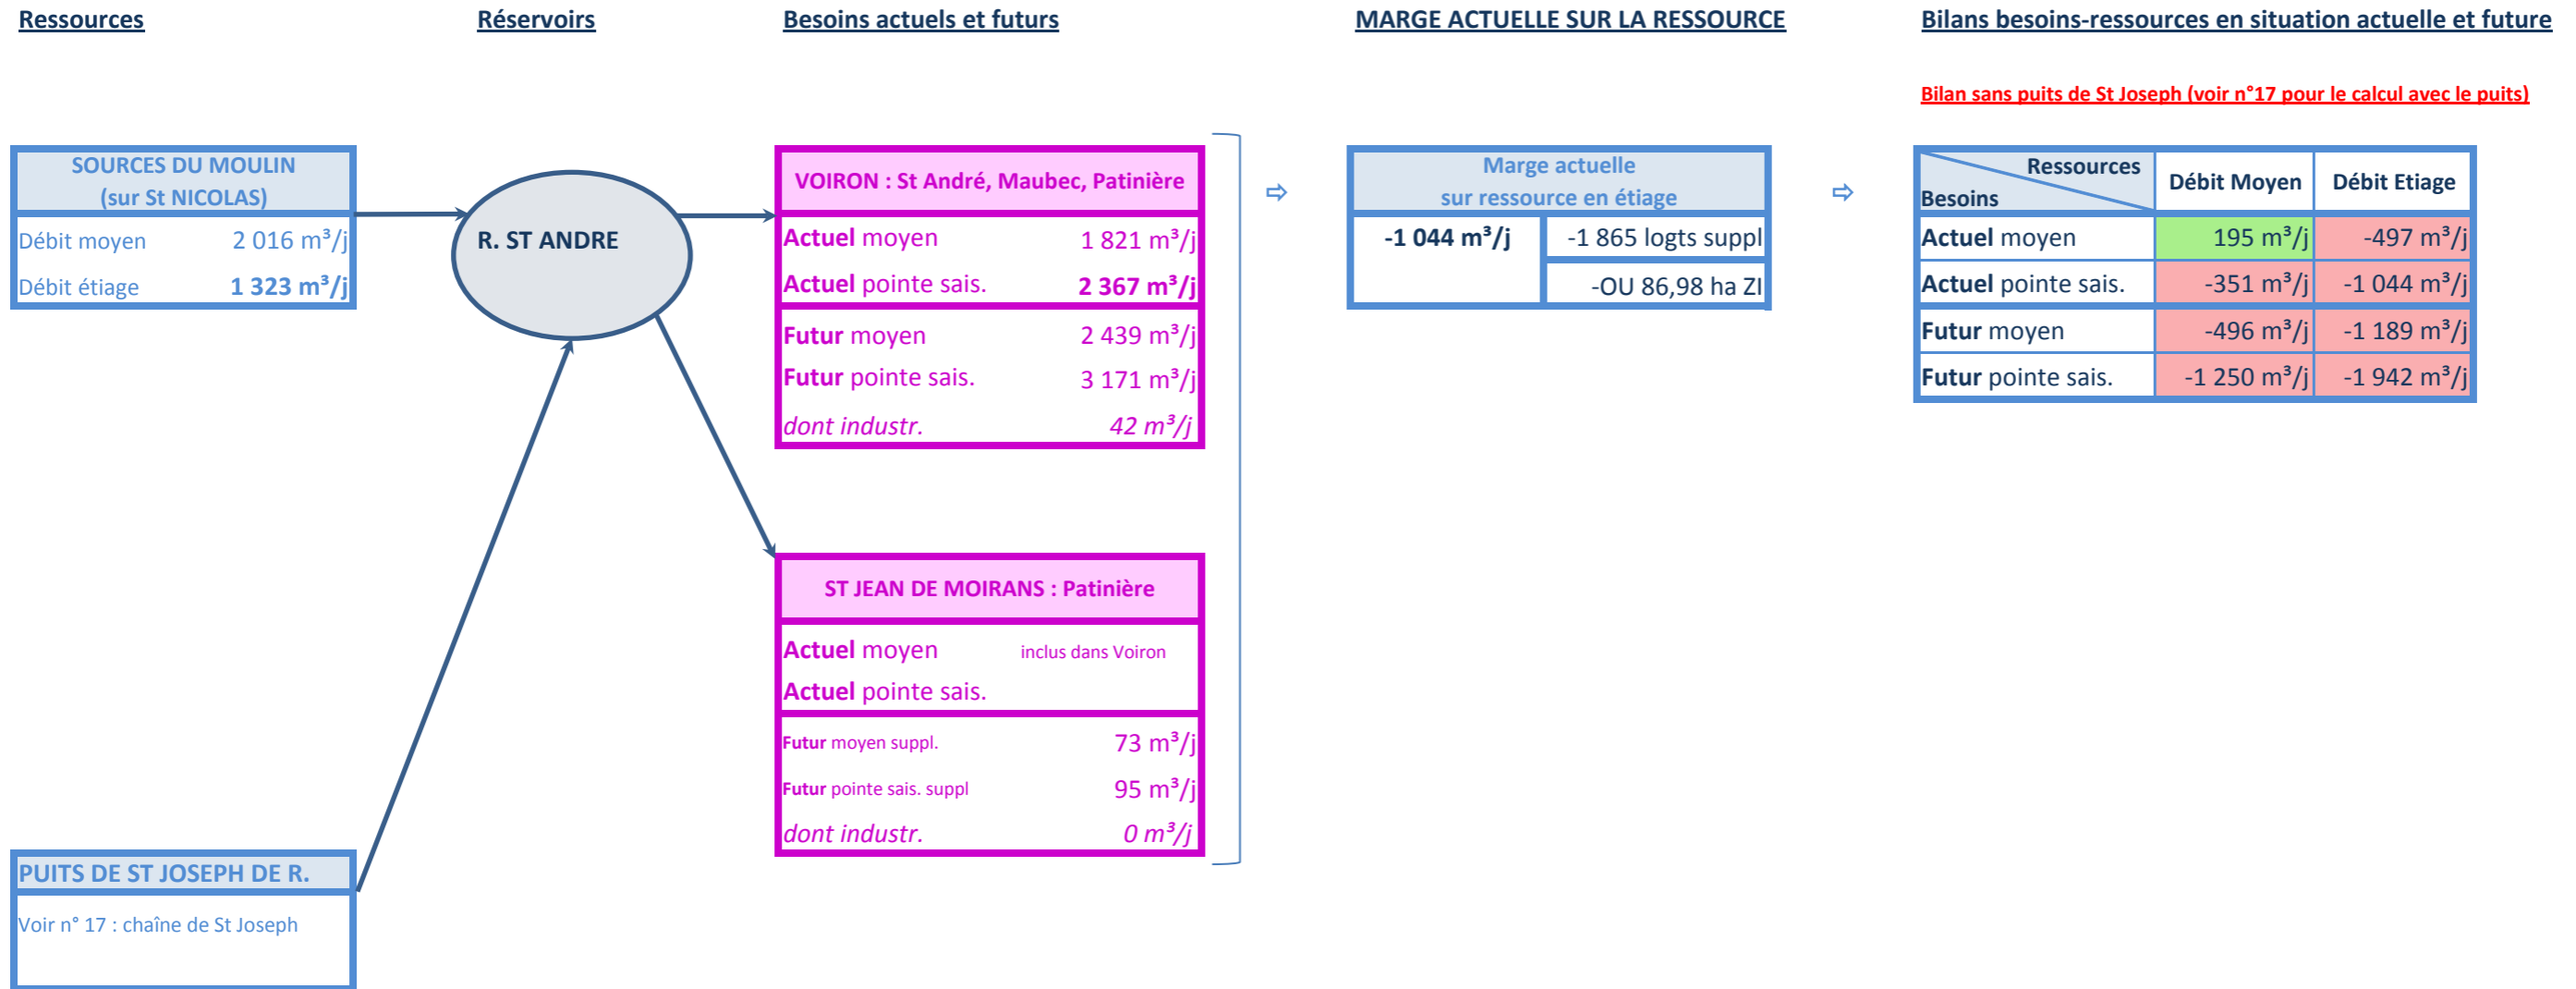 Ressources
Réservoirs
Besoins actuels et futurs
MARGE ACTUELLE SUR LA RESSOURCE
Bilans besoins-ressources en situation actuelle et future
Bilan sans puits de St Joseph (voir n°17 pour le calcul avec le puits)
SOURCES DU MOULIN
(sur St NICOLAS)
Débit moyen 2 016 m³/j
Débit étiage 1 323 m³/j
R. ST ANDRE
VOIRON : St André, Maubec, Patinière
Actuel moyen 1 821 m³/j
Actuel pointe sais. 2 367 m³/j
Futur moyen 2 439 m³/j
Futur pointe sais. 3 171 m³/j
dont industr. 42 m³/j
⇨
Marge actuelle
sur ressource en étiage
-1 044 m³/j -1 865 logts suppl
-OU 86,98 ha ZI
⇨
Ressources
Besoins
Débit Moyen Débit Etiage
Actuel moyen 195 m³/j -497 m³/j
Actuel pointe sais. -351 m³/j -1 044 m³/j
Futur moyen -496 m³/j -1 189 m³/j
Futur pointe sais. -1 250 m³/j -1 942 m³/j
ST JEAN DE MOIRANS : Patinière
Actuel moyen inclus dans Voiron
Actuel pointe sais.
Futur moyen suppl. 73 m³/j
Futur pointe sais. suppl 95 m³/j
dont industr. 0 m³/j
PUITS DE ST JOSEPH DE R.
Voir n° 17 : chaîne de St Joseph